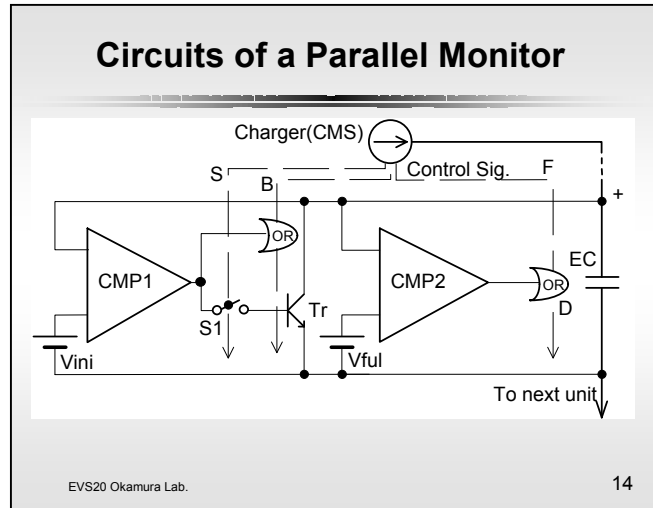 Circuits of a Parallel Monitor
Charger(CMS)
S
B
Control Sig.
F
+
OR
CMP1
CMP2
EC
OR
D
S1
Tr
Vini
Vful
To next unit
EVS20 Okamura Lab.
14